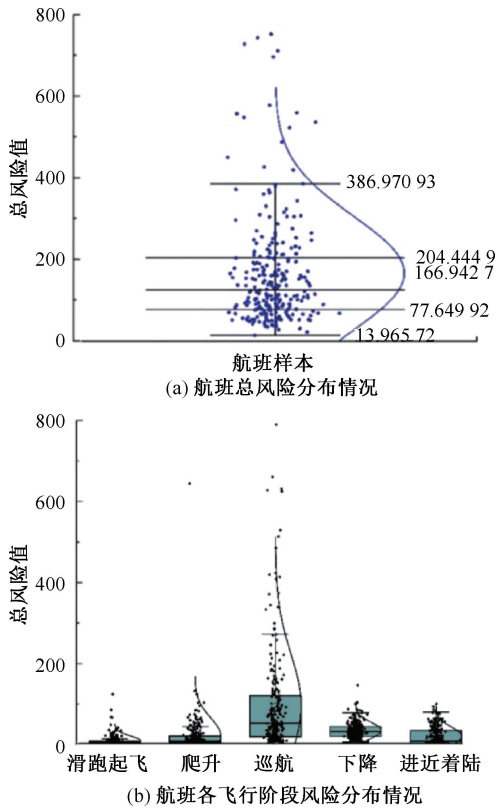 800
600
400
200
0
总风险值
386.970 93
204.444 9
166.942 7
77.649 92
13.965 72
航班样本
(a) 航班总风险分布情况
800
600
400
200
0
总风险值
滑跑起飞 爬升 巡航 下降 进近着陆
(b) 航班各飞行阶段风险分布情况